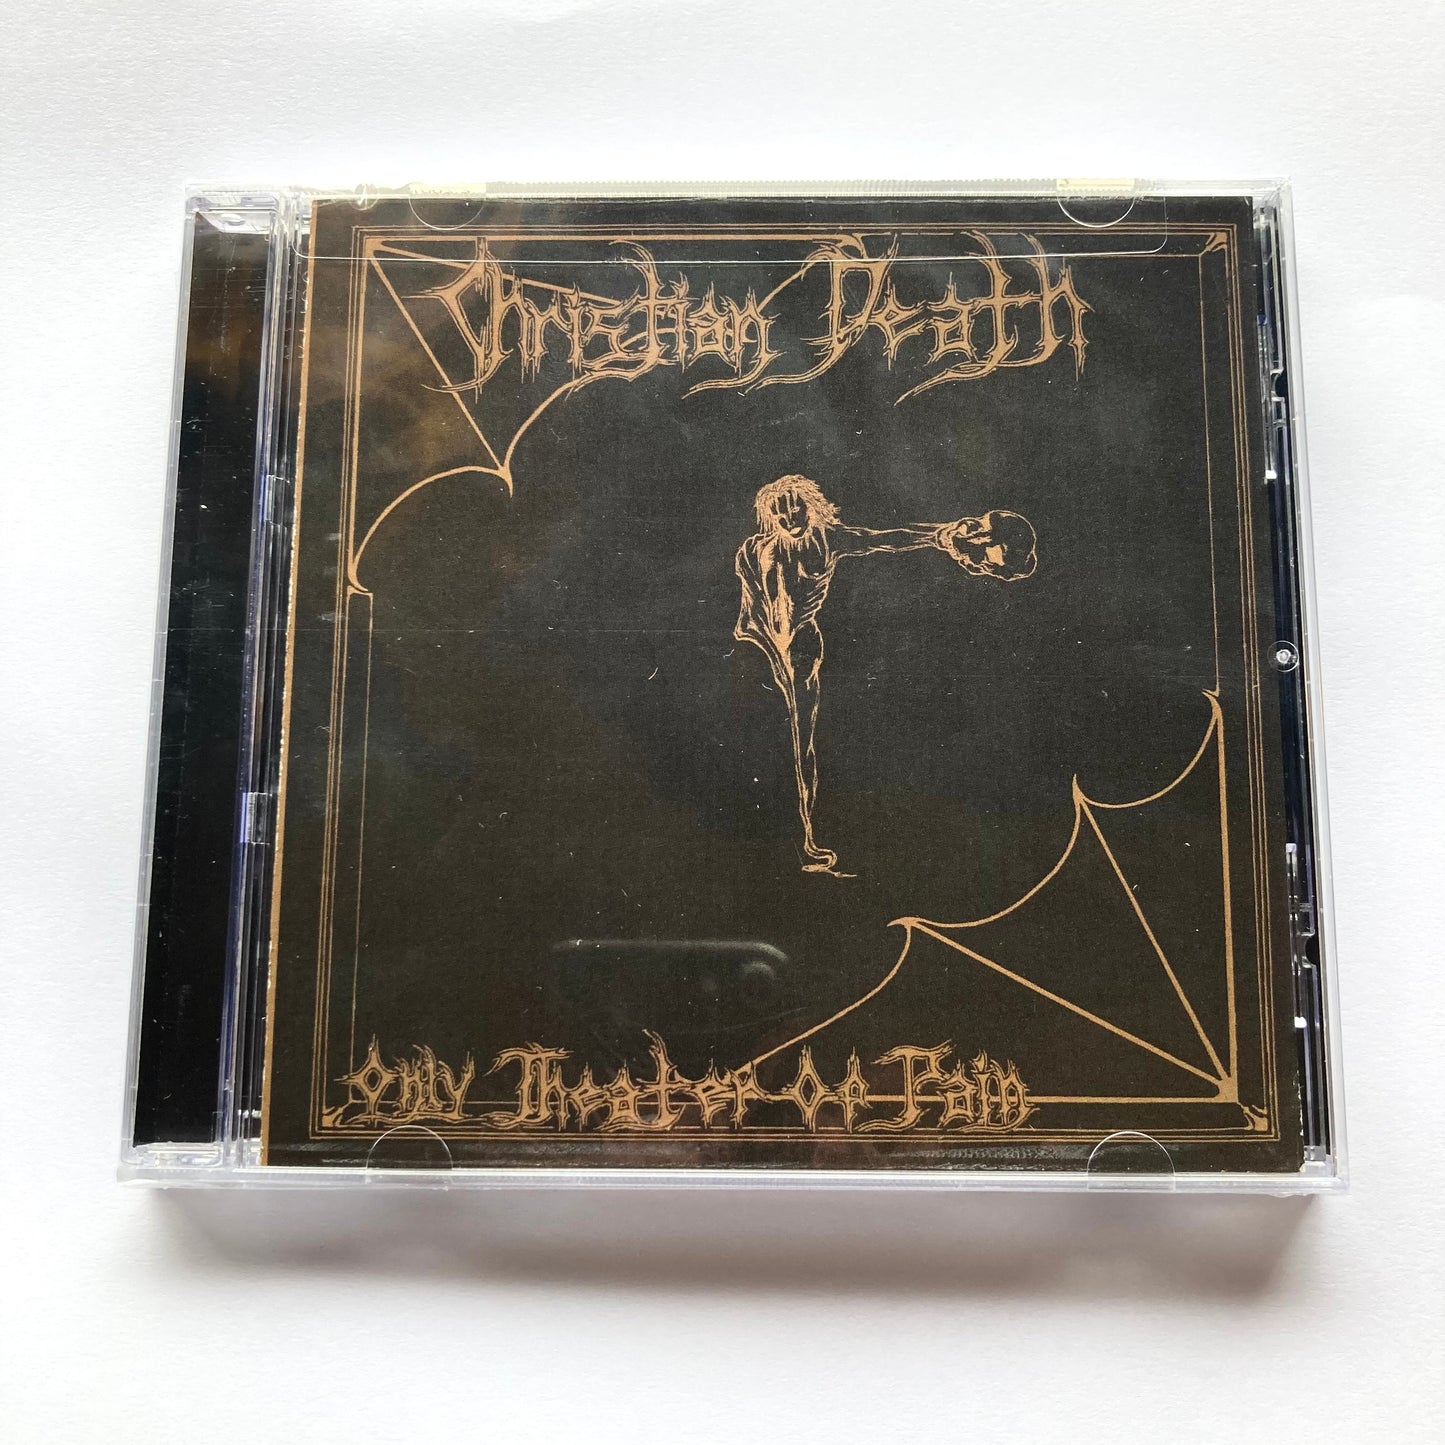 Christian Death
Only Theater of Pain